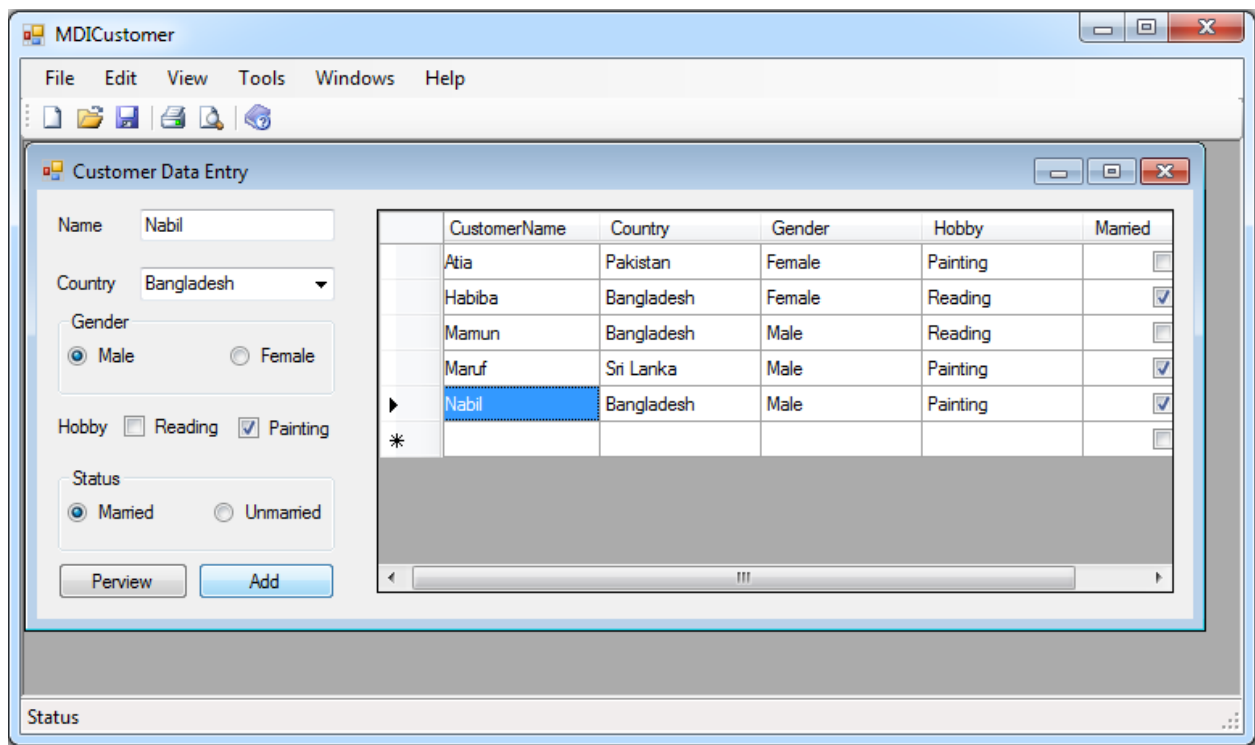 MDICustomer
File Edit View Tools Windows Help
Customer Data Entry
Name Nabil
Country Bangladesh
Gender
Male Female
Hobby Reading Painting
Status
Married Unmarried
Perview Add
CustomerName Country Gender Hobby Married
Atia Pakistan Female Painting
Habiba Bangladesh Female Reading
Mamun Bangladesh Male Reading
Maruf Sri Lanka Male Painting
Nabil Bangladesh Male Painting
Status